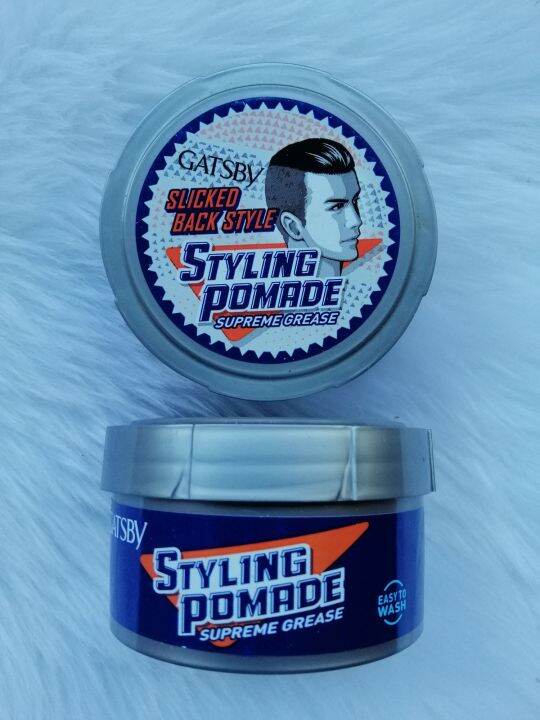 GATSBY
SLICKED
BACK STYLE
STYLING
POMADE
SUPREME GREASE
ATSBY
STYLING
POMADE
SUPREME GREASE
EASY TO
WASH